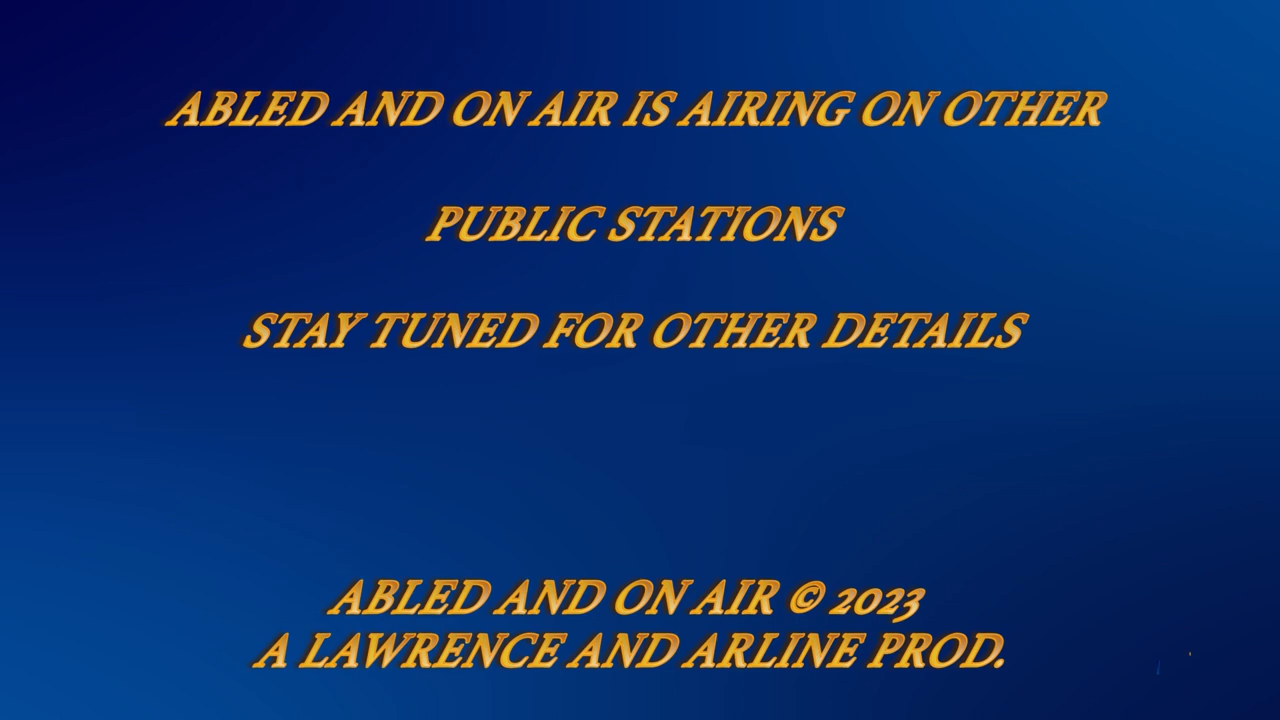 ABLED AND ON AIR IS AIRING ON OTHER
PUBLIC STATIONS
STAY TUNED FOR OTHER DETAILS
ABLED AND ON AIR © 2023
A LAWRENCE AND ARLINE PROD.